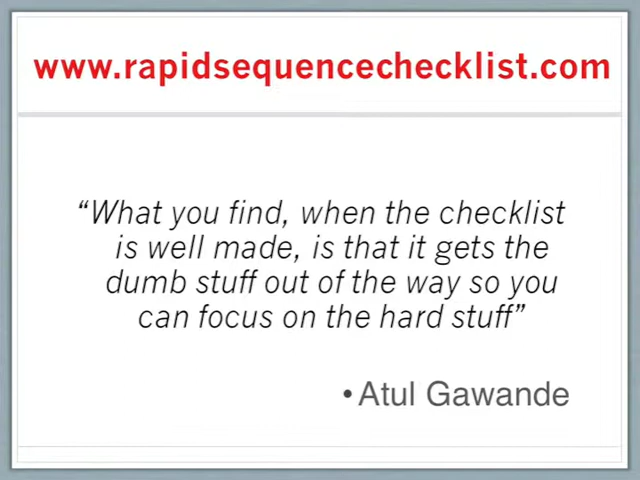 www.rapidsequencechecklist.com
“What you find, when the checklist
is well made, is that it gets the
dumb stuff out of the way so you
can focus on the hard stuff”
•Atul Gawande